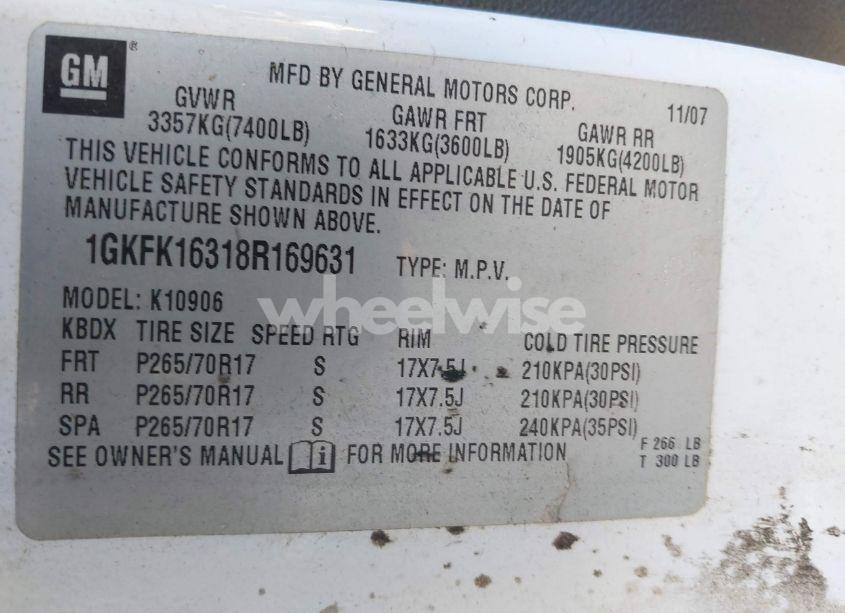 GM ®
MFD BY GENERAL MOTORS CORP.
11/07
GVWR GAWR FRT GAWR RR
3357KG(7400LB) 1633KG(3600LB) 1905KG(4200LB)
THIS VEHICLE CONFORMS TO ALL APPLICABLE U.S. FEDERAL MOTOR
VEHICLE SAFETY STANDARDS IN EFFECT ON THE DATE OF
MANUFACTURE SHOWN ABOVE.
1GKFK16318R169631 TYPE: M.P.V.
MODEL: K10906
wheelwise
KBDX TIRE SIZE SPEED RTG RIM COLD TIRE PRESSURE
FRT P265/70R17 S 17X7.5J 210KPA(30PSI)
RR P265/70R17 S 17X7.5J 210KPA(30PSI)
SPA P265/70R17 S 17X7.5J 240KPA(35PSI)
SEE OWNER'S MANUAL i FOR MORE INFORMATION
F 266 LB
T 300 LB